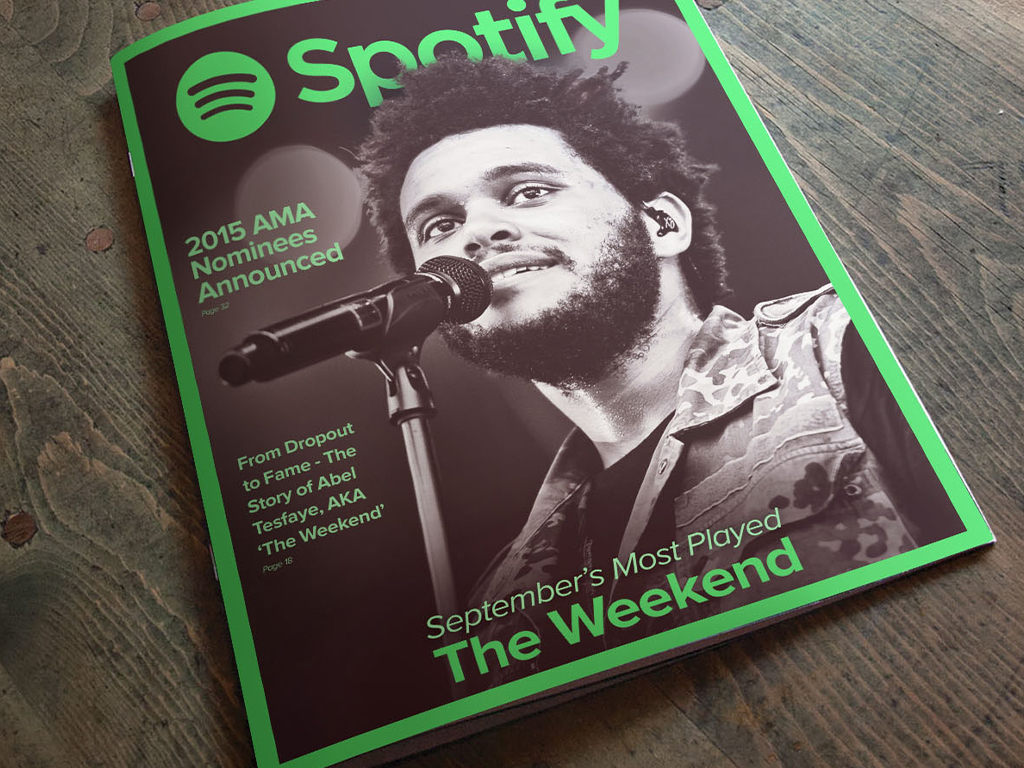 Spotify
2015 AMA
Nominees
Announced
Page 32
From Dropout
to Fame - The
Story of Abel
Tesfaye, AKA
‘The Weekend’
Page 18
September's Most Played
The Weekend